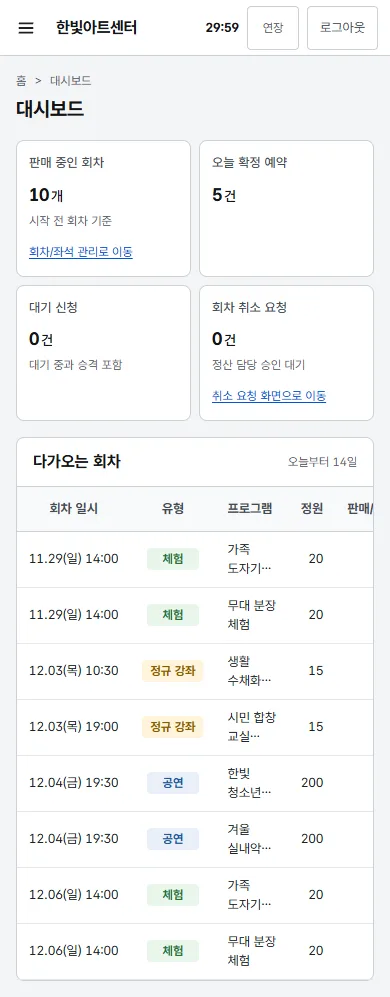 한빛아트센터 29:59 연장 로그아웃
홈 > 대시보드
대시보드
판매 중인 회차
10개
시작 전 회차 기준
회차/좌석 관리로 이동
오늘 확정 예약
5건
대기 신청
0건
대기 중과 승격 포함
회차 취소 요청
0건
정산 담당 승인 대기
취소 요청 화면으로 이동
다가오는 회차 오늘부터 14일
회차 일시 유형 프로그램 정원 판매/
11.29(일) 14:00 체험 가족 도자기… 20
11.29(일) 14:00 체험 무대 분장 체험 20
12.03(목) 10:30 정규 강좌 생활 수채화… 15
12.03(목) 19:00 정규 강좌 시민 합창 교실… 15
12.04(금) 19:30 공연 한빛 청소년… 200
12.04(금) 19:30 공연 겨울 실내악… 200
12.06(일) 14:00 체험 가족 도자기… 20
12.06(일) 14:00 체험 무대 분장 체험 20